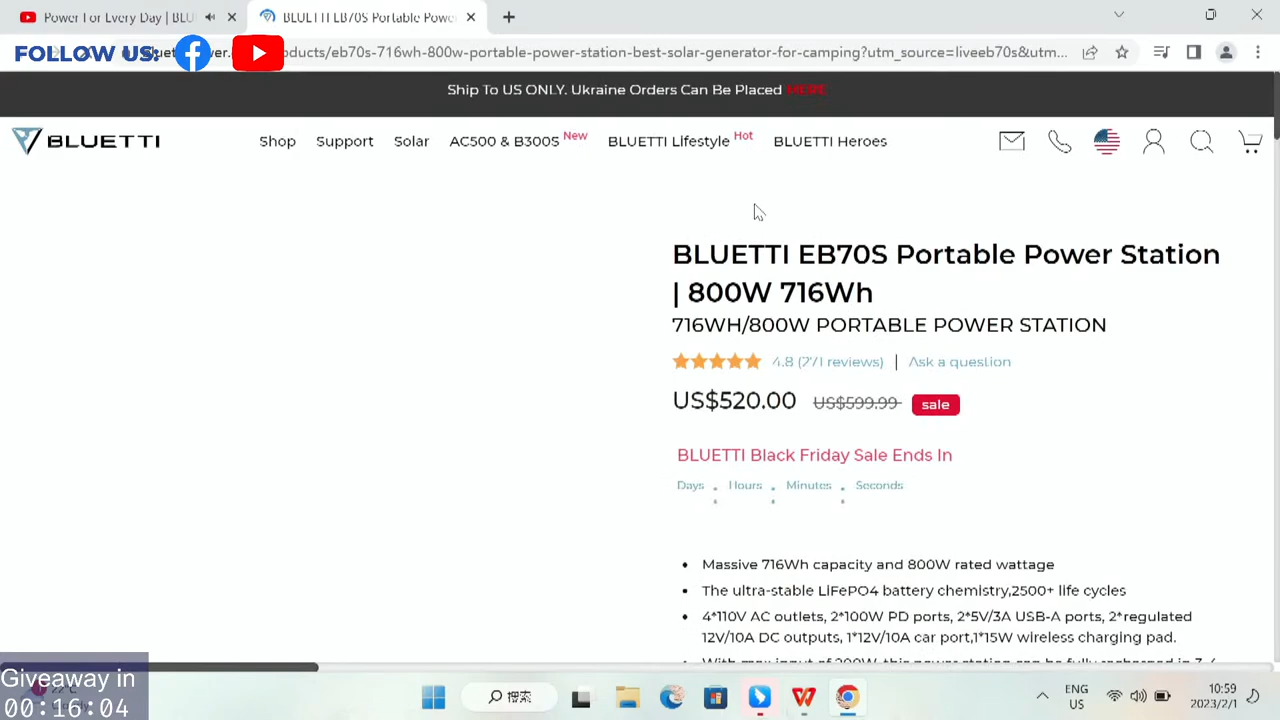 Power For Every Day | BLU
BLUETTI EB70S Portable Powe
FOLLOW US:
oducts/eb70s-716wh-800w-portable-power-station-best-solar-generator-for-camping?utm_source=liveeb70s&utm...
Ship To US ONLY. Ukraine Orders Can Be Placed HERE
BLUETTI
Shop Support Solar AC500 & B300S New BLUETTI Lifestyle Hot BLUETTI Heroes
BLUETTI EB70S Portable Power Station
| 800W 716Wh
716WH/800W PORTABLE POWER STATION
4.8 (271 reviews) | Ask a question
US$520.00 US$599.99 sale
BLUETTI Black Friday Sale Ends In
Days : Hours : Minutes : Seconds
• Massive 716Wh capacity and 800W rated wattage
• The ultra-stable LiFePO4 battery chemistry,2500+ life cycles
• 4*110V AC outlets, 2*100W PD ports, 2*5V/3A USB-A ports, 2*regulated
12V/10A DC outputs, 1*12V/10A car port,1*15W wireless charging pad.
Giveaway in
00:16:04
搜索
ENG
US
10:59
2023/2/1